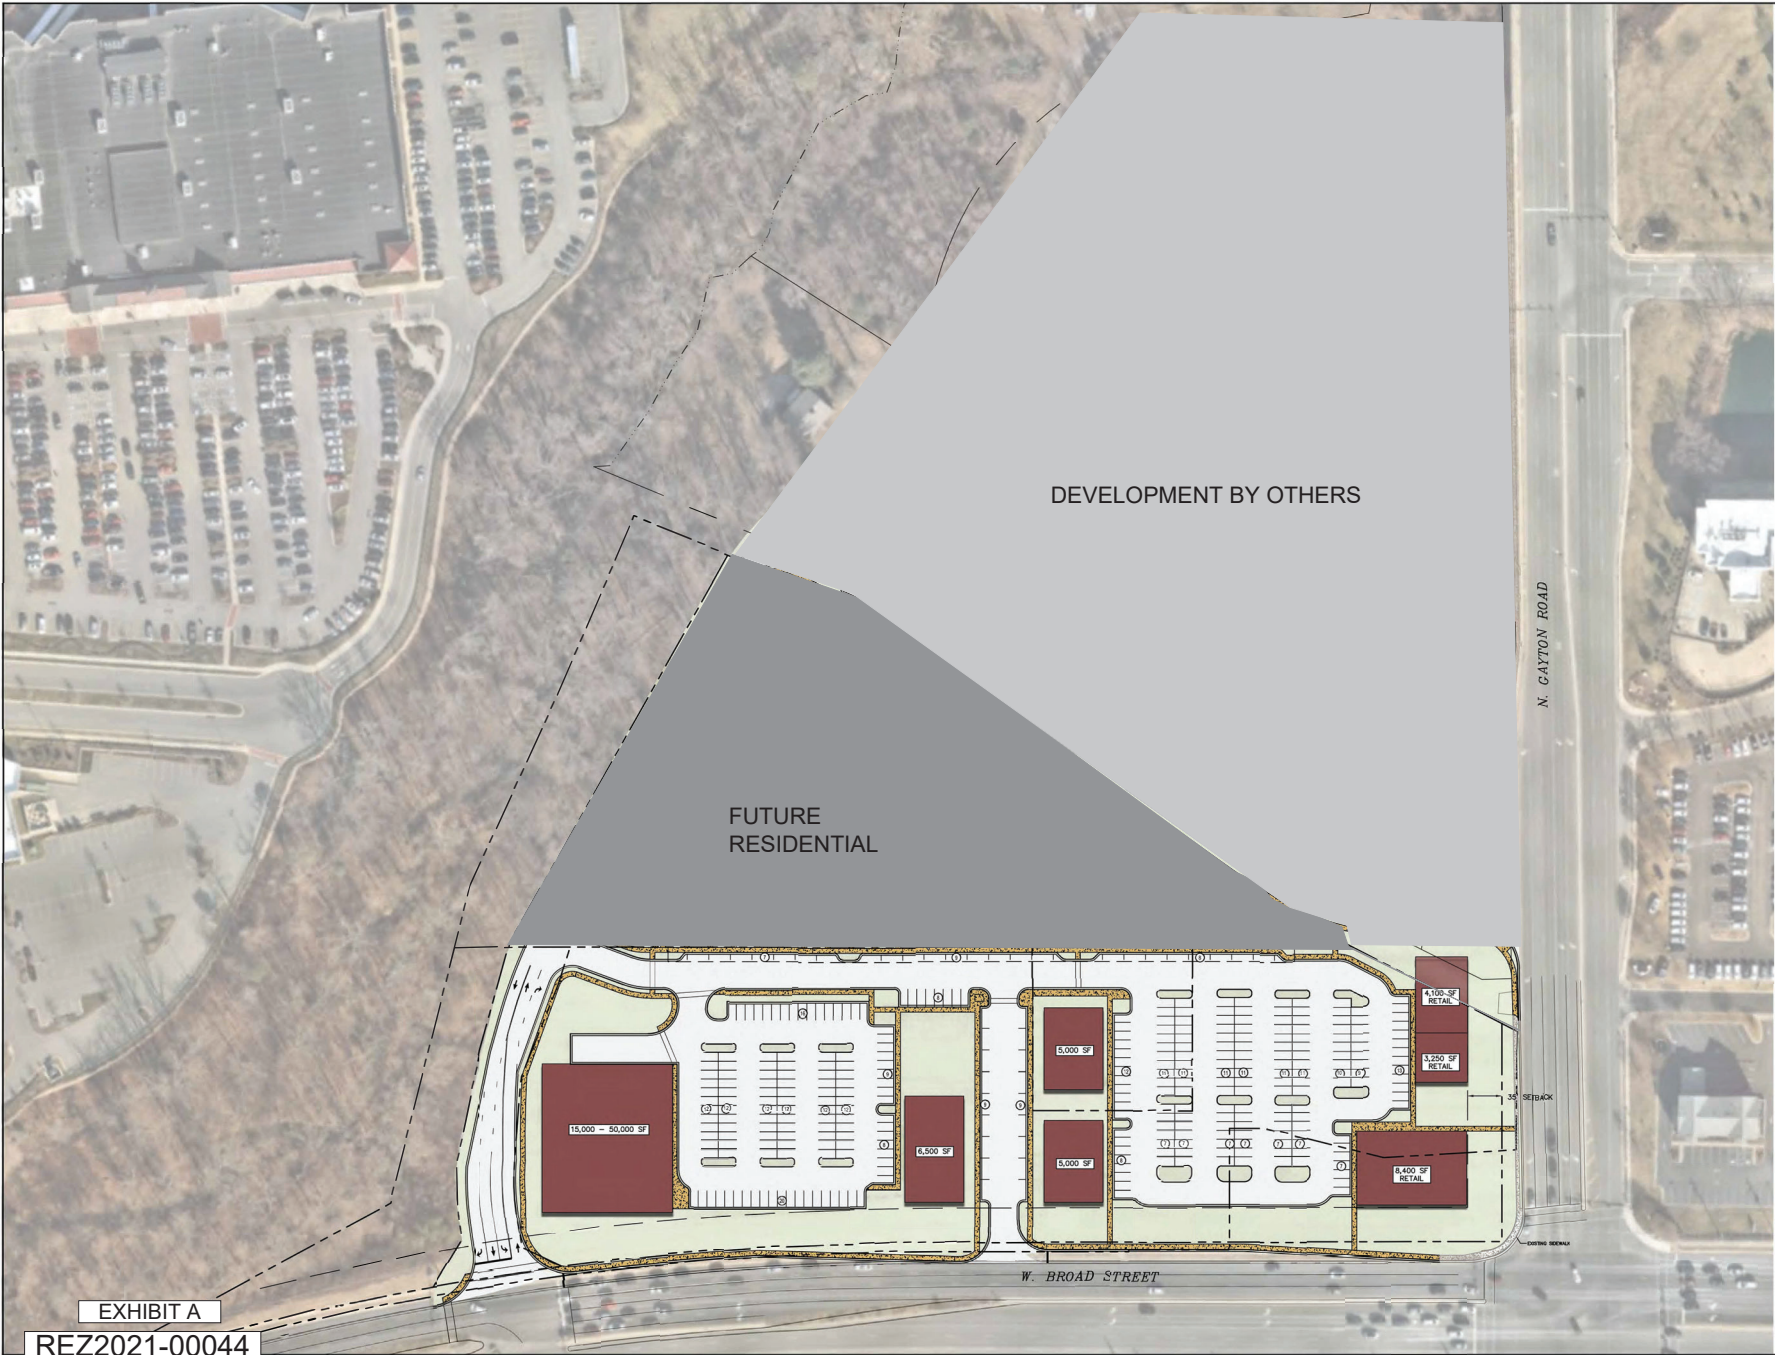 DEVELOPMENT BY OTHERS
N. GAYTON ROAD
FUTURE
RESIDENTIAL
4,100 SF
RETAIL
3,250 SF
RETAIL
5,000 SF
35' SETBACK
15,000 - 50,000 SF
6,500 SF
5,000 SF
8,400 SF
RETAIL
EXISTING SIDEWALK
W. BROAD STREET
EXHIBIT A
REZ2021-00044